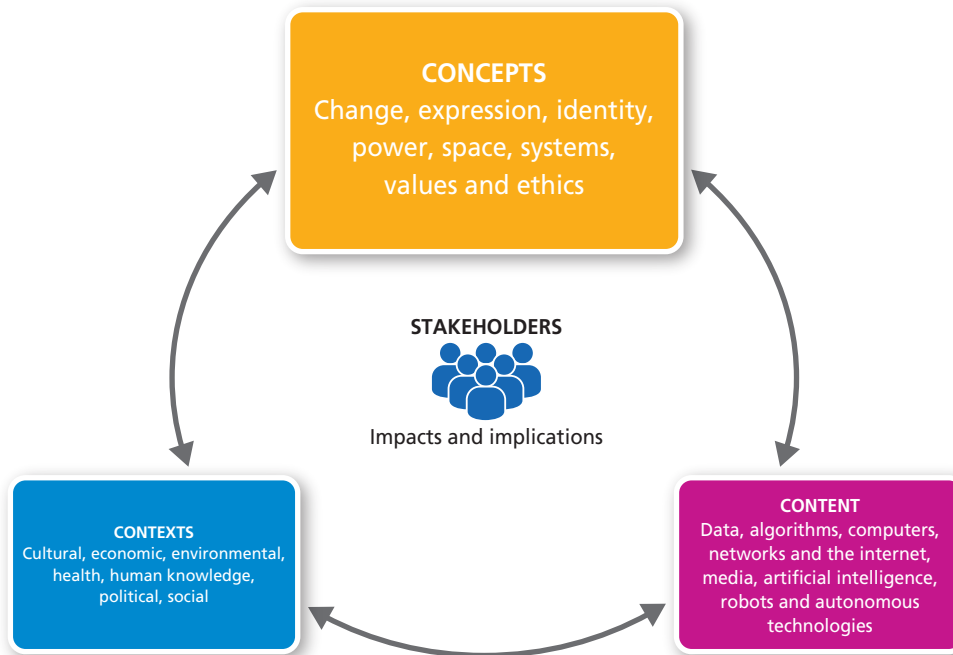 CONCEPTS
Change, expression, identity,
power, space, systems,
values and ethics
STAKEHOLDERS
Impacts and implications
CONTEXTS
Cultural, economic, environmental,
health, human knowledge,
political, social
CONTENT
Data, algorithms, computers,
networks and the internet,
media, artificial intelligence,
robots and autonomous
technologies